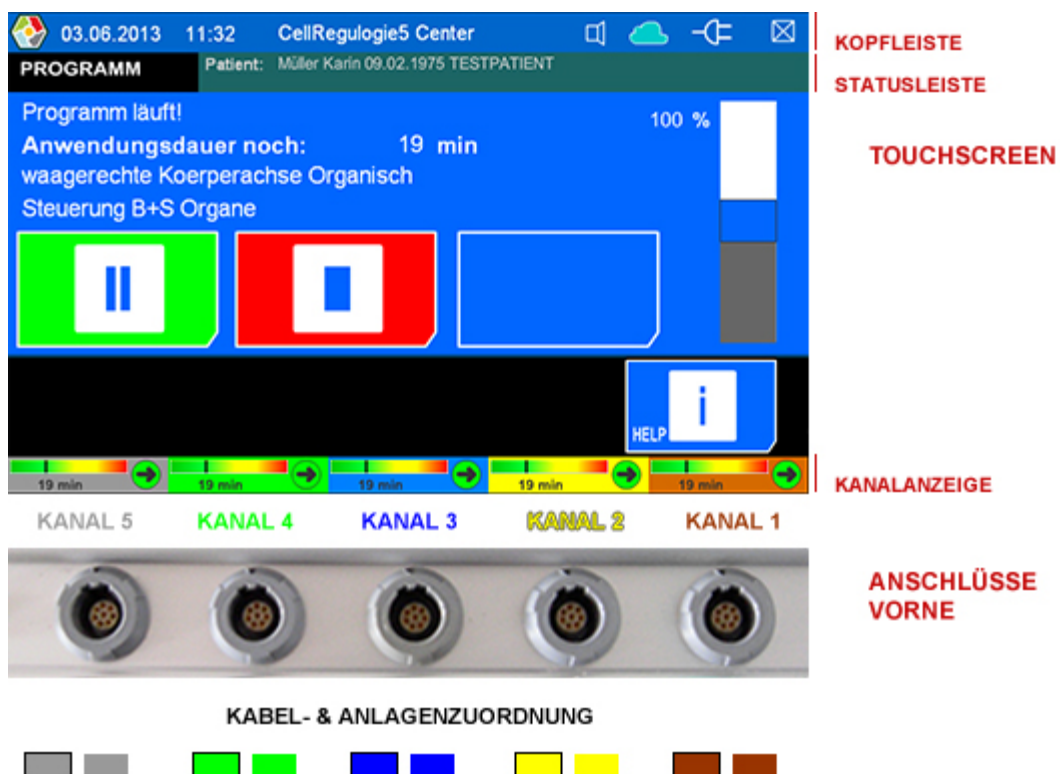 03.06.2013 11:32 CellRegulogie5 Center
KOPFLEISTE
PROGRAMM Patient: Müller Karin 09.02.1975 TESTPATIENT
STATUSLEISTE
Programm läuft!
100 %
Anwendungsdauer noch: 19 min
TOUCHSCREEN
waagerechte Koerperachse Organisch
Steuerung B+S Organe
HELP i
19 min 19 min 19 min 19 min 19 min
KANALANZEIGE
KANAL 5 KANAL 4 KANAL 3 KANAL 2 KANAL 1
ANSCHLÜSSE
VORNE
KABEL- & ANLAGENZUORDNUNG